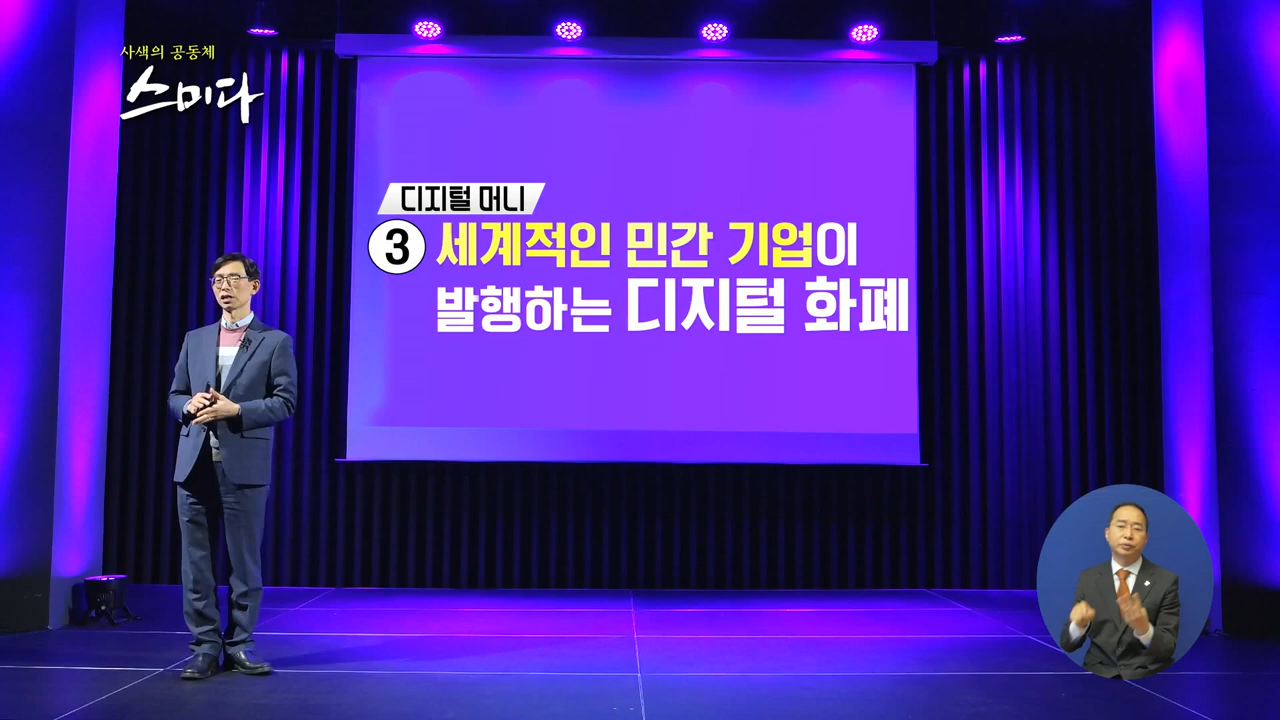 사색의 공동체
스미다
디지털 머니
3 세계적인 민간 기업이
발행하는 디지털 화폐